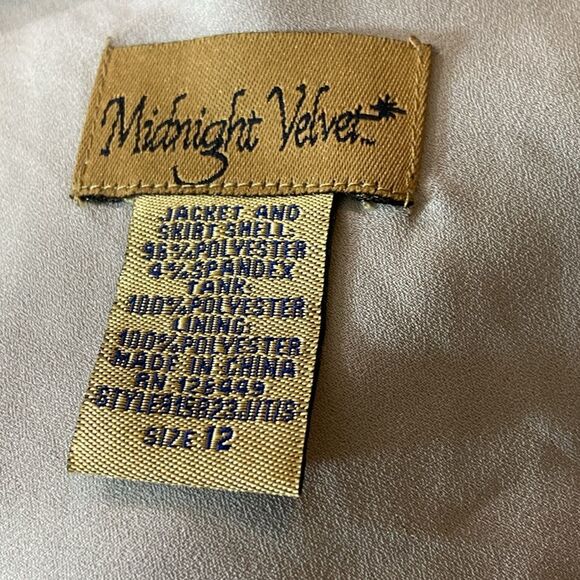 Midnight Velvet™
JACKET AND
SKIRT SHELL:
96%POLYESTER
4%SPANDEX
TANK:
100%POLYESTER
LINING:
100%POLYESTER
MADE IN CHINA
RN 126449
SIZE 12